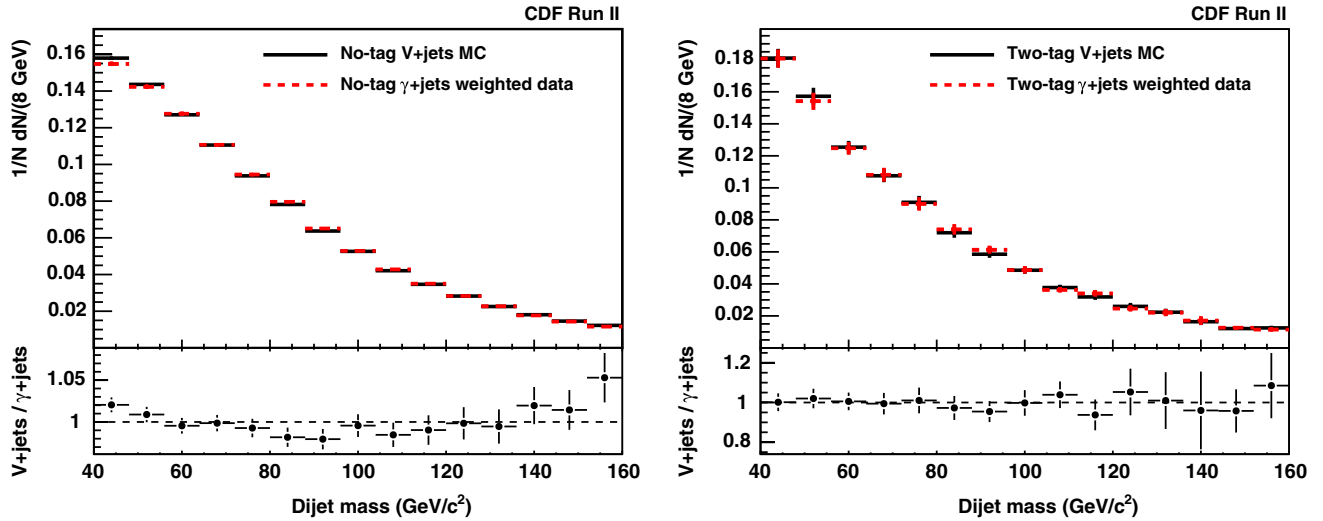 CDF Run II
1/N dN/(8 GeV)
0.16
0.14
0.12
0.1
0.08
0.06
0.04
0.02
No-tag V+jets MC
No-tag γ+jets weighted data
V+jets / γ+jets
1.05
1
40 60 80 100 120 140 160
Dijet mass (GeV/c²)
CDF Run II
1/N dN/(8 GeV)
0.18
0.16
0.14
0.12
0.1
0.08
0.06
0.04
0.02
Two-tag V+jets MC
Two-tag γ+jets weighted data
V+jets / γ+jets
1.2
1
0.8
40 60 80 100 120 140 160
Dijet mass (GeV/c²)